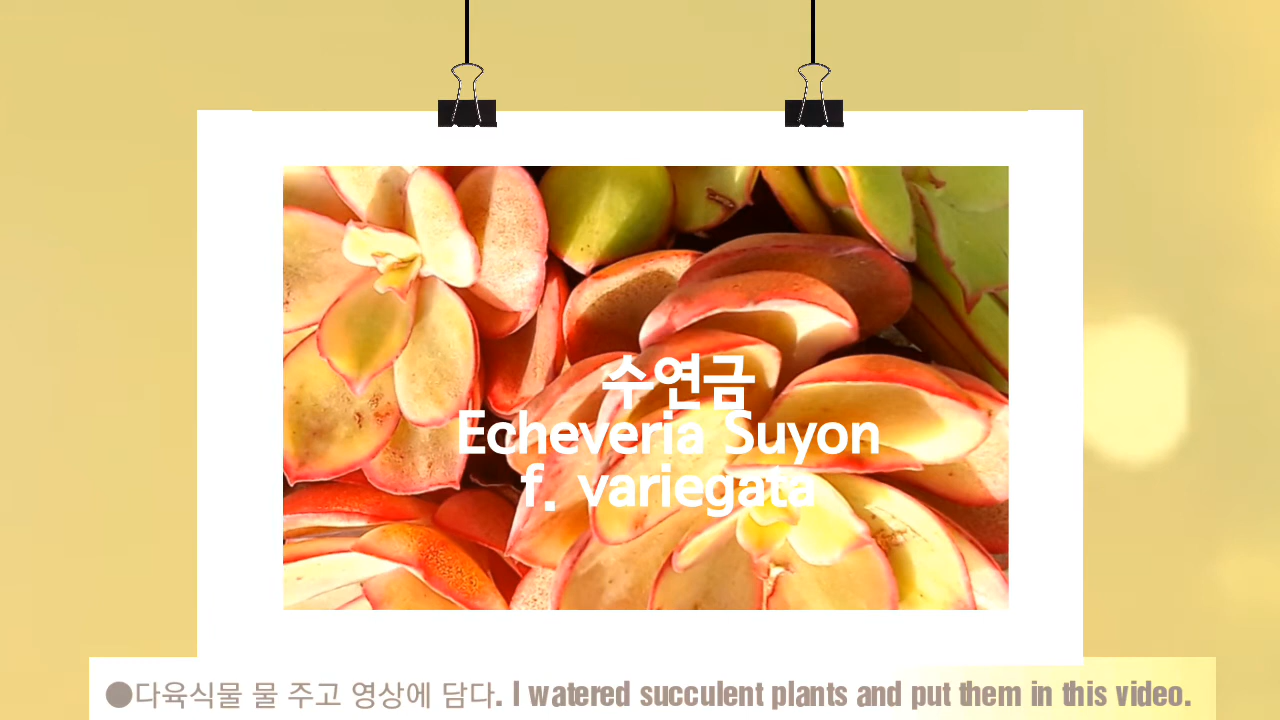 수연금
Echeveria Suyon
f. variegata
●다육식물 물 주고 영상에 담다. I watered succulent plants and put them in this video.